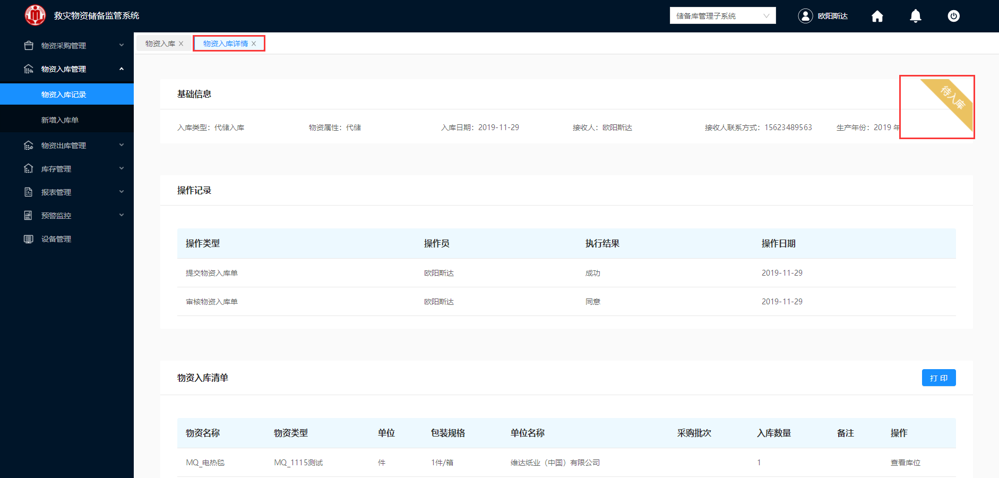 救灾物资储备监管系统
储备库管理子系统
欧阳斯达
物资采购管理
物资入库管理
物资入库记录
新增入库单
物资出库管理
库存管理
报表管理
预警监控
设备管理
物资入库
物资入库详情
基础信息
待入库
入库类型：代储入库 物资属性：代储 入库日期：2019-11-29 接收人：欧阳斯达 接收人联系方式：15623489563 生产年份：2019 年
操作记录
操作类型 操作员 执行结果 操作日期
提交物资入库单 欧阳斯达 成功 2019-11-29
审核物资入库单 欧阳斯达 同意 2019-11-29
物资入库清单
打 印
物资名称 物资类型 单位 包装规格 单位名称 采购批次 入库数量 备注 操作
MQ_电热毯 MQ_1115测试 件 1件/箱 维达纸业（中国）有限公司 1 查看库位